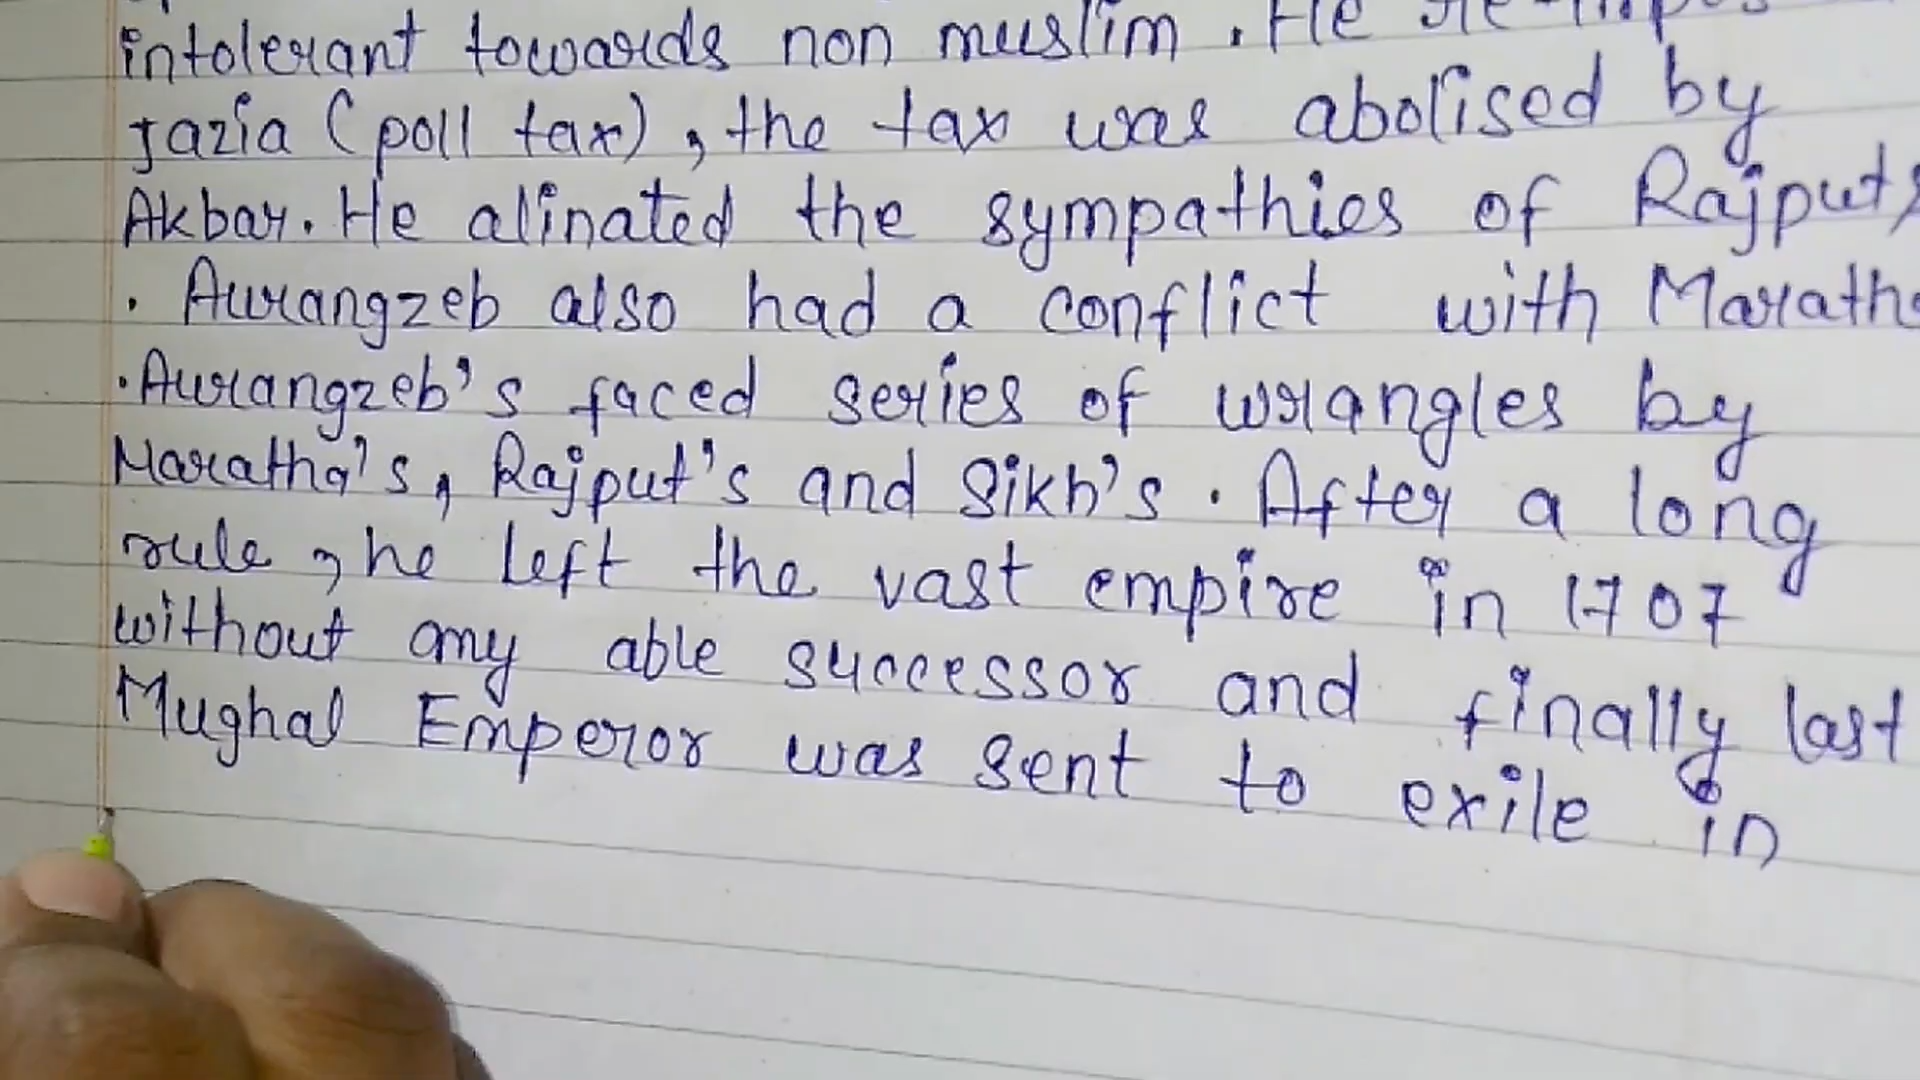 intolerant towards non muslim . He
Jazia (poll tax) , the tax was abolised by
Akbar. He alinated the sympathies of Rajputs
. Aurangzeb also had a conflict with
. Aurangzeb's faced series of wrangles by
Maratha's, Rajput's and Sikh's . After a long
rule , he left the vast empire in 1707
without any able successor and finally last
Mughal Emperor was sent to exile in